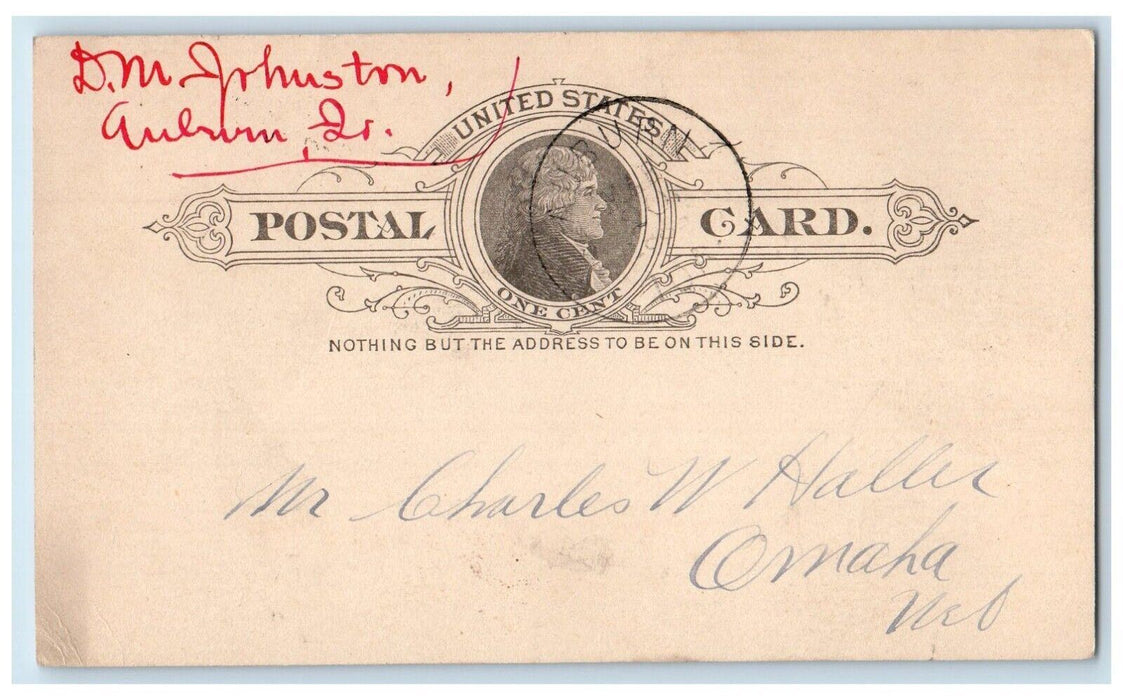 D. M. Johnston,
Auburn, Io.
UNITED STATES
POSTAL CARD.
ONE CENT
NOTHING BUT THE ADDRESS TO BE ON THIS SIDE.
Mr Charles W Haller
Omaha
Neb